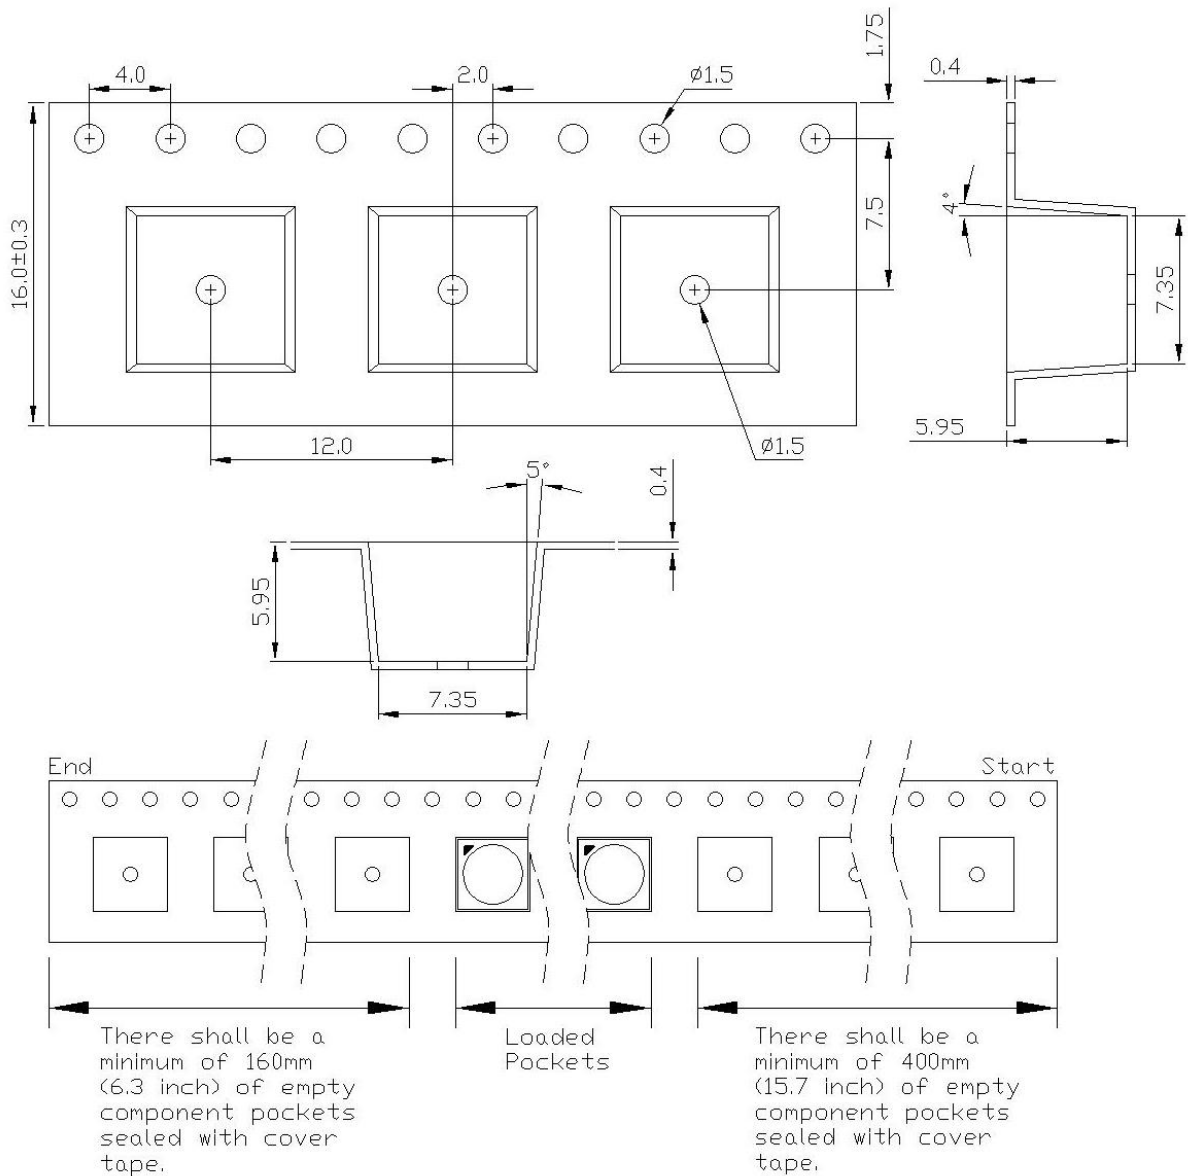 1.75
4.0
2.0
ø1.5
0.4
16.0±0.3
7.5
4°
7.35
12.0
ø1.5
5.95
5°
0.4
5.95
7.35
End
Start
There shall be a
minimum of 160mm
(6.3 inch) of empty
component pockets
sealed with cover
tape.
Loaded
Pockets
There shall be a
minimum of 400mm
(15.7 inch) of empty
component pockets
sealed with cover
tape.